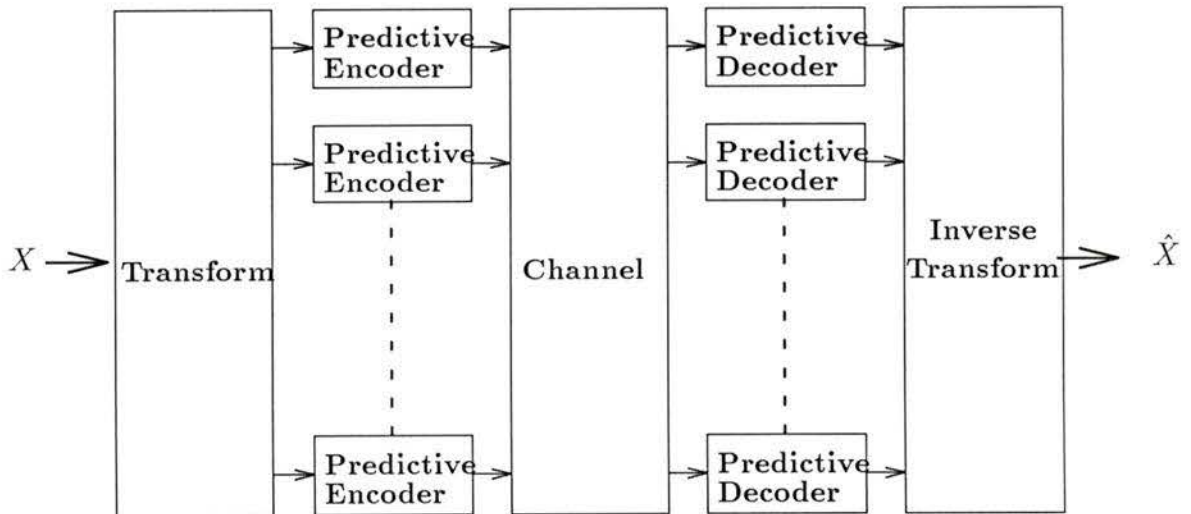 Predictive
Encoder
Predictive
Decoder
Predictive
Encoder
Predictive
Decoder
X
Transform
Channel
Inverse
Transform
X̂
Predictive
Encoder
Predictive
Decoder